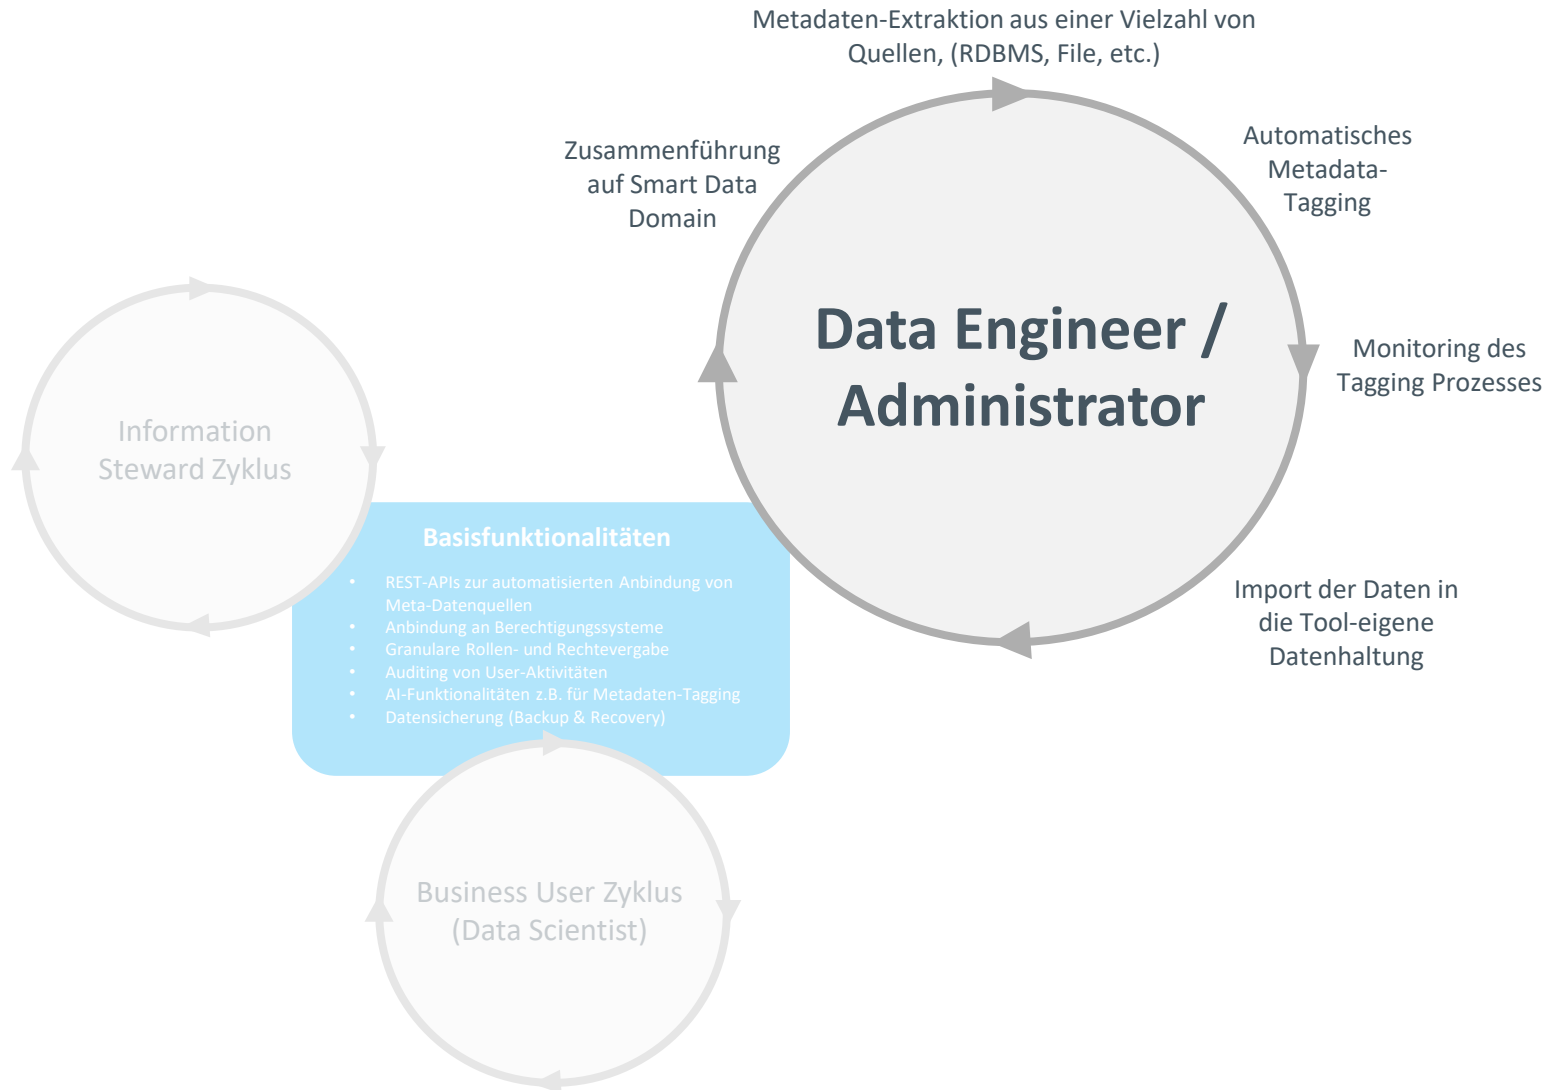 Metadaten-Extraktion aus einer Vielzahl von
Quellen, (RDBMS, File, etc.)
Zusammenführung
auf Smart Data
Domain
Automatisches
Metadata-
Tagging
Data Engineer /
Administrator
Monitoring des
Tagging Prozesses
Import der Daten in
die Tool-eigene
Datenhaltung
Information
Steward Zyklus
Basisfunktionalitäten
• REST-APIs zur automatisierten Anbindung von
Meta-Datenquellen
• Anbindung an Berechtigungssysteme
• Granulare Rollen- und Rechtevergabe
• Auditing von User-Aktivitäten
• AI-Funktionalitäten z.B. für Metadaten-Tagging
• Datensicherung (Backup & Recovery)
Business User Zyklus
(Data Scientist)